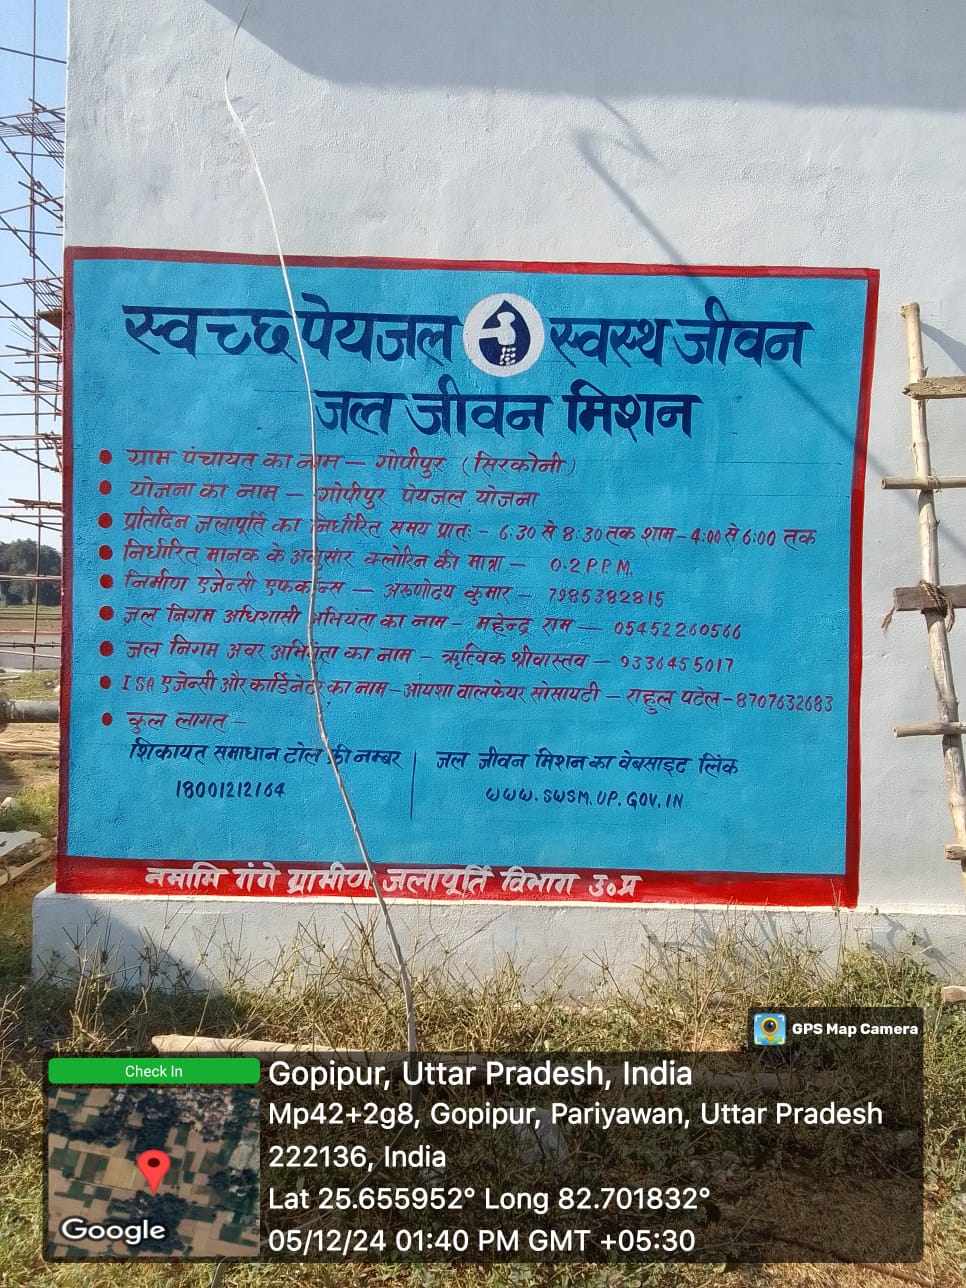 स्वच्छ पेयजल स्वस्थ जीवन
जल जीवन मिशन
• ग्राम पंचायत का नाम – गोपीपुर (सिरकोनी)
• योजना का नाम – गोपीपुर पेयजल योजना
• प्रतिदिन जलापूर्ति का निर्धारित समय प्रातः - 6:30 से 8:30 तक शाम - 4:00 से 6:00 तक
• निर्धारित मानक के अनुसार क्लोरिन की मात्रा – 0.2 P.P.M.
• निर्माण एजेन्सी एफकान्स – अरूणोदय कुमार – 7985382815
• जल निगम अधिशासी अभियंता का नाम – महेन्द्र राम – 05452260566
• जल निगम अवर अभियंता का नाम – ऋत्विक श्रीवास्तव – 9336455017
• ISA एजेन्सी और कार्डिनेटर का नाम – आयशा वालफेयर सोसायटी – राहुल पटेल - 8707632683
• कुल लागत –
शिकायत समाधान टोल फ्री नम्बर
18001212164
जल जीवन मिशन का वेबसाइट लिंक
WWW.SWSM.UP.GOV.IN
नमामि गंगे ग्रामीण जलापूर्ति विभाग उ०प्र
GPS Map Camera
Check In
Google
Gopipur, Uttar Pradesh, India
Mp42+2g8, Gopipur, Pariyawan, Uttar Pradesh
222136, India
Lat 25.655952° Long 82.701832°
05/12/24 01:40 PM GMT +05:30